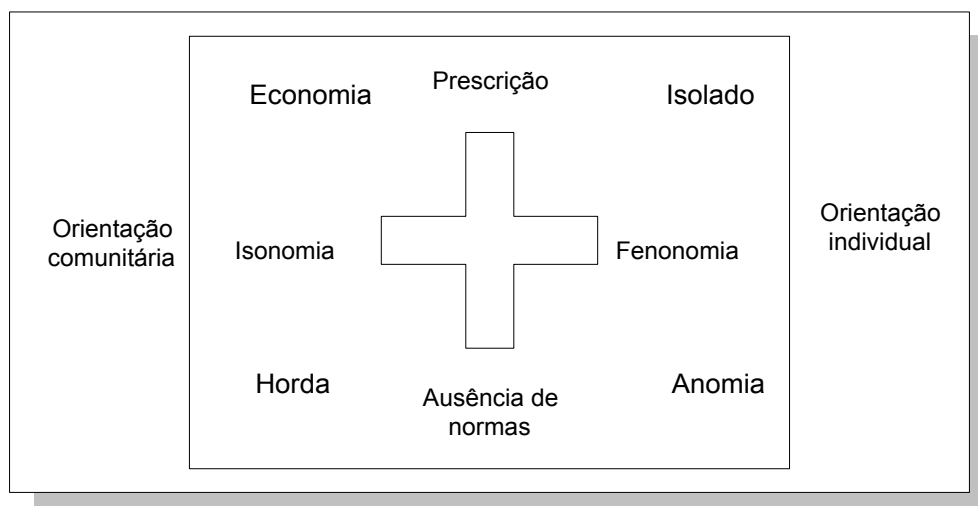 Economia
Prescrição
Isolado
Orientação
comunitária
Isonomia
Fenonomia
Orientação
individual
Horda
Ausência de
normas
Anomia